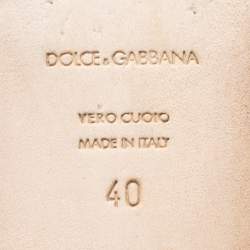 DOLCE & GABBANA
VERO CUOIO
MADE IN ITALY
40